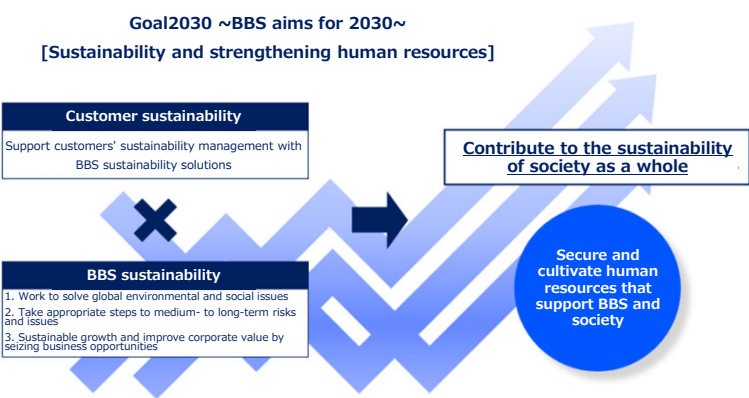 Goal2030 ~BBS aims for 2030~
[Sustainability and strengthening human resources]
Customer sustainability
Support customers' sustainability management with
BBS sustainability solutions
BBS sustainability
1. Work to solve global environmental and social issues
2. Take appropriate steps to medium- to long-term risks
and issues
3. Sustainable growth and improve corporate value by
seizing business opportunities
Contribute to the sustainability
of society as a whole
Secure and
cultivate human
resources that
support BBS and
society